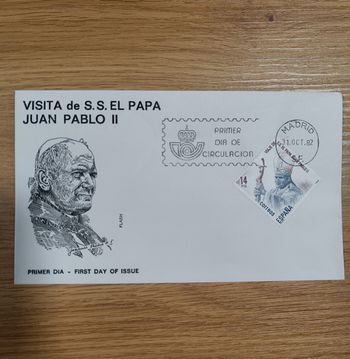 VISITA de S.S. EL PAPA
JUAN PABLO II
PRIMER
DIA DE
CIRCULACION
MADRID
31.OCT.82
14
correos
ESPAÑA
FLASH
PRIMER DIA - FIRST DAY OF ISSUE